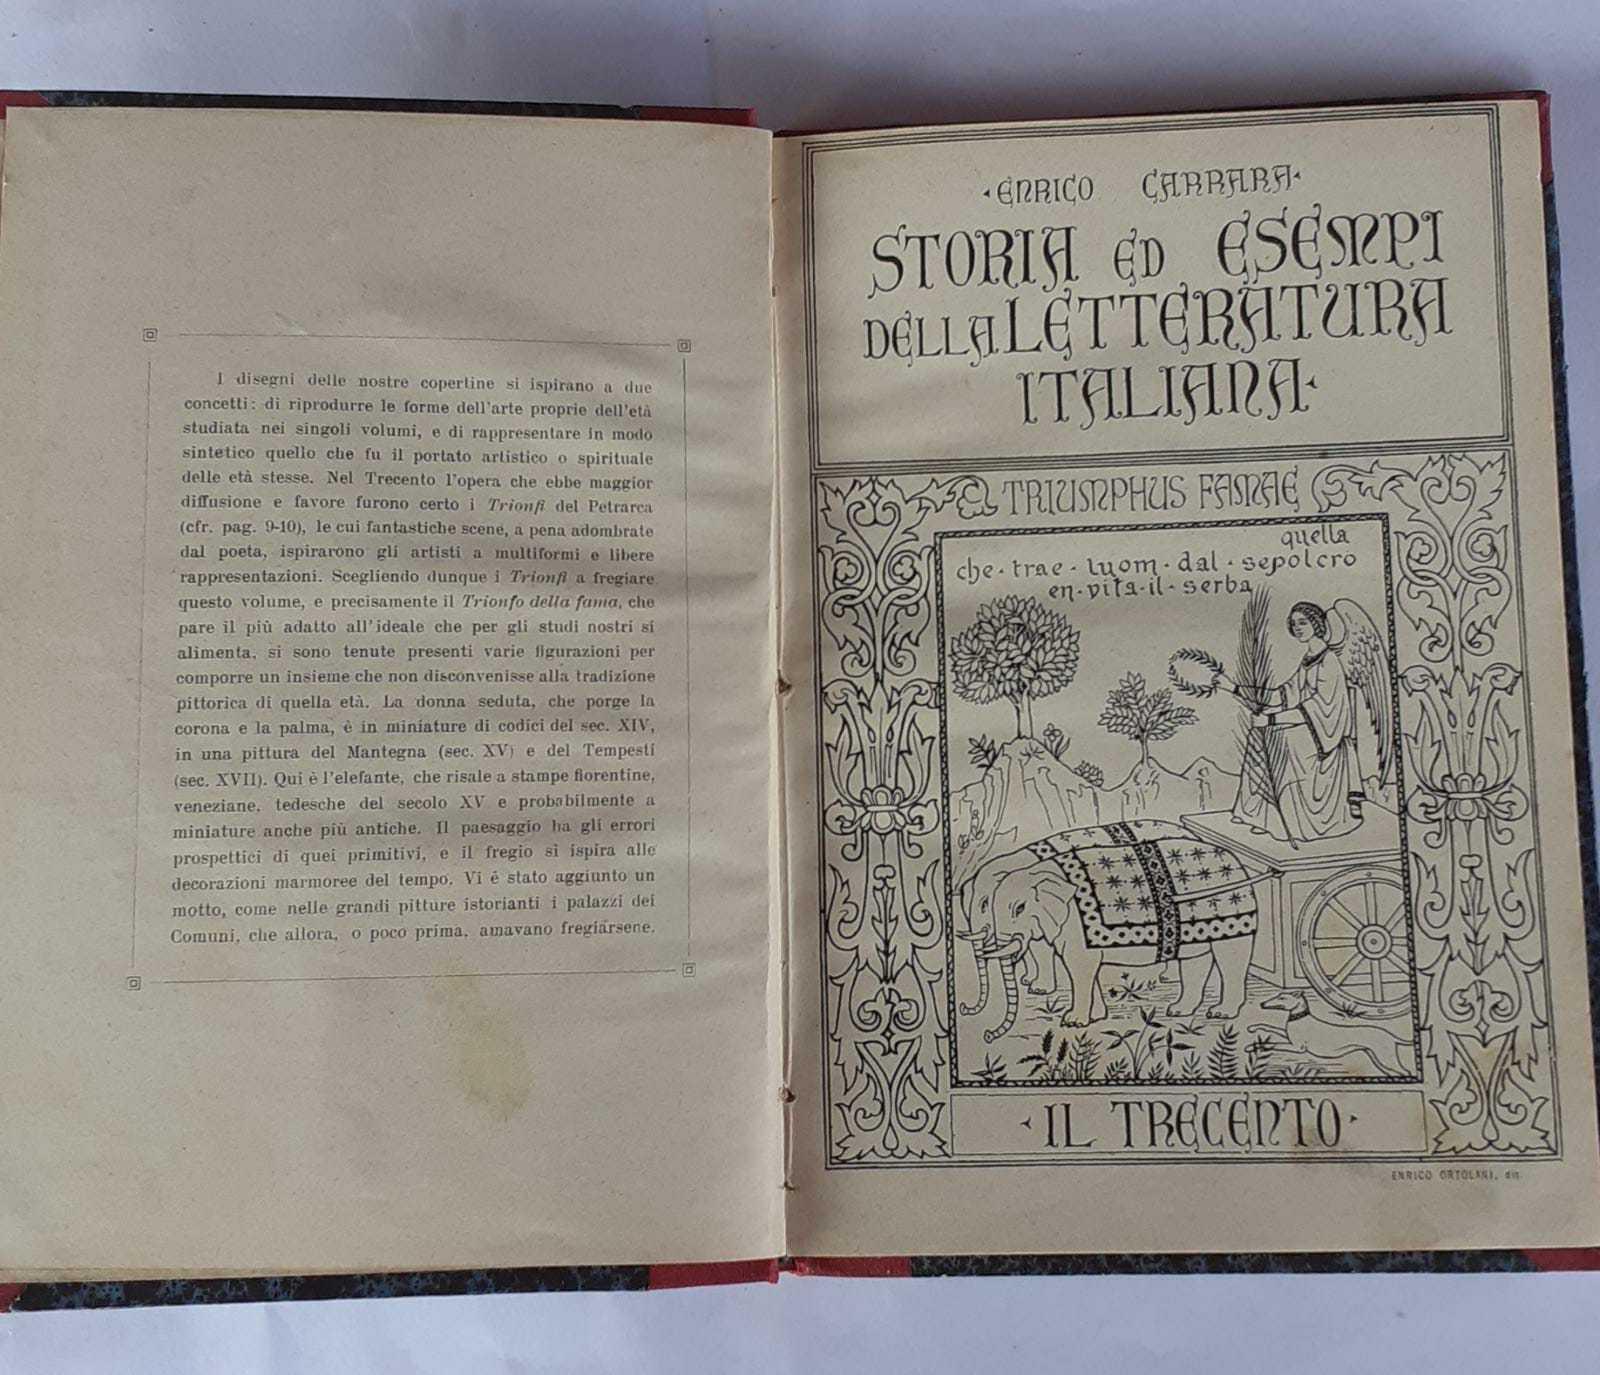 I disegni delle nostre copertine si ispirano a due
concetti: di riprodurre le forme dell'arte proprie dell'età
studiata nei singoli volumi, e di rappresentare in modo
sintetico quello che fu il portato artistico o spirituale
delle età stesse. Nel Trecento l'opera che ebbe maggior
diffusione e favore furono certo i Trionfi del Petrarca
(cfr. pag. 9-10), le cui fantastiche scene, a pena adombrate
dal poeta, ispirarono gli artisti a multiformi e libere
rappresentazioni. Scegliendo dunque i Trionfi a fregiare
questo volume, e precisamente il Trionfo della fama, che
pare il più adatto all'ideale che per gli studi nostri si
alimenta, si sono tenute presenti varie figurazioni per
comporre un insieme che non disconvenisse alla tradizione
pittorica di quella età. La donna seduta, che porge la
corona e la palma, è in miniature di codici del sec. XIV,
in una pittura del Mantegna (sec. XV) e del Tempesti
(sec. XVII). Qui è l'elefante, che risale a stampe fiorentine,
veneziane, tedesche del secolo XV e probabilmente a
miniature anche più antiche. Il paesaggio ha gli errori
prospettici di quei primitivi, e il fregio si ispira alle
decorazioni marmoree del tempo. Vi è stato aggiunto un
motto, come nelle grandi pitture istorianti i palazzi dei
Comuni, che allora, o poco prima, amavano fregiarsene.
·ENRICO CARRARA·
STORIA ED ESEMPI
DELLA LETTERATURA
ITALIANA·
TRIUMPHUS FAMAE
quella
che·trae·luom·dal·sepolcro
en·vita·il·serba
·IL TRECENTO·
ENRICO ORTOLANI, dis.